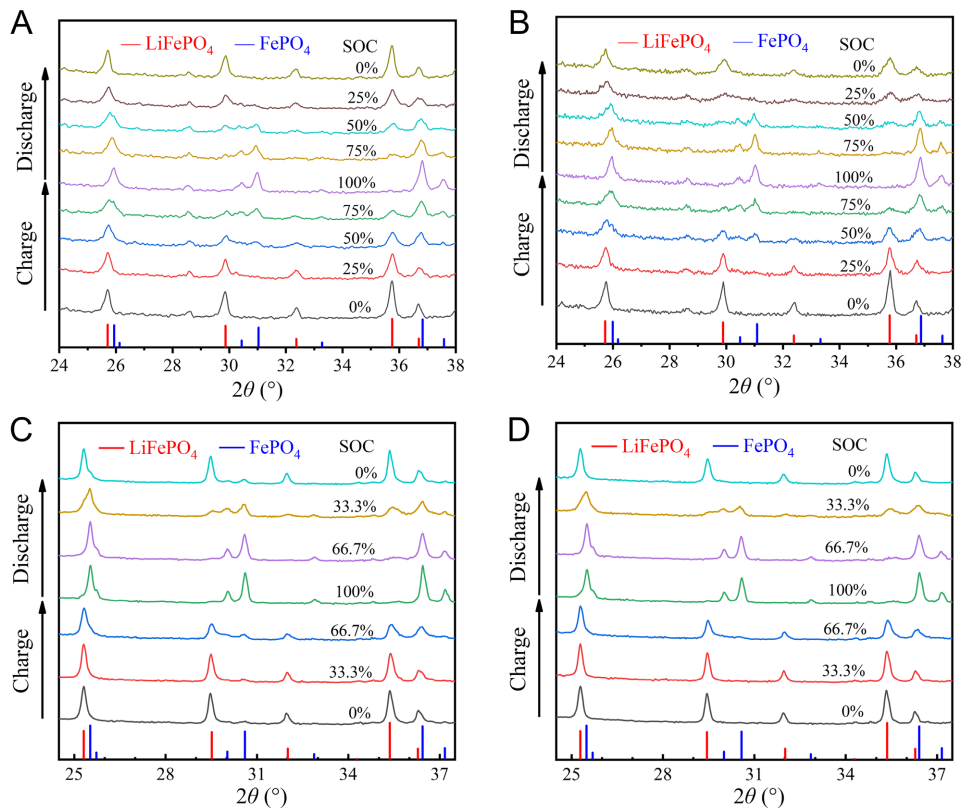 A
LiFePO4 FePO4 SOC
0%
25%
50%
75%
100%
75%
50%
25%
0%
Discharge
Charge
24 26 28 30 32 34 36 38
2θ (°)
B
LiFePO4 FePO4 SOC
0%
25%
50%
75%
100%
75%
50%
25%
0%
Discharge
Charge
24 26 28 30 32 34 36 38
2θ (°)
C
LiFePO4 FePO4 SOC
0%
33.3%
66.7%
100%
66.7%
33.3%
0%
Discharge
Charge
25 28 31 34 37
2θ (°)
D
LiFePO4 FePO4 SOC
0%
33.3%
66.7%
100%
66.7%
33.3%
0%
Discharge
Charge
25 28 31 34 37
2θ (°)